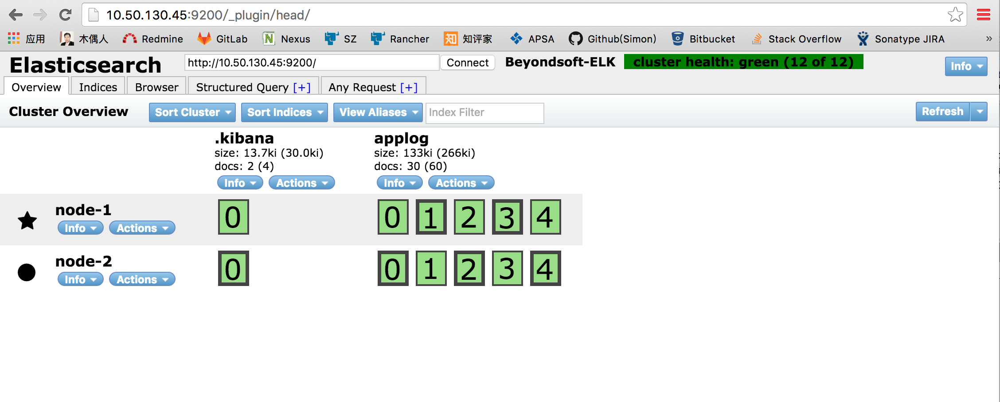 10.50.130.45:9200/_plugin/head/
应用 木偶人 Redmine GitLab Nexus SZ Rancher 知评家 APSA Github(Simon) Bitbucket Stack Overflow Sonatype JIRA »
Elasticsearch http://10.50.130.45:9200/ Connect Beyondsoft-ELK cluster health: green (12 of 12) Info
Overview Indices Browser Structured Query [+] Any Request [+]
Cluster Overview Sort Cluster Sort Indices View Aliases Index Filter Refresh
.kibana applog
size: 13.7ki (30.0ki) size: 133ki (266ki)
docs: 2 (4) docs: 30 (60)
Info Actions Info Actions
node-1 0 0 1 2 3 4
Info Actions
node-2 0 0 1 2 3 4
Info Actions